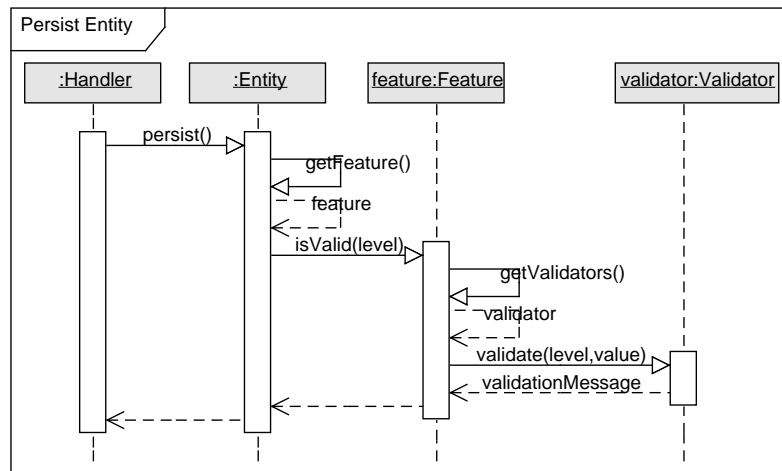 Persist Entity
:Handler
:Entity
feature:Feature
validator:Validator
persist()
getFeature()
feature
isValid(level)
getValidators()
validator
validate(level,value)
validationMessage